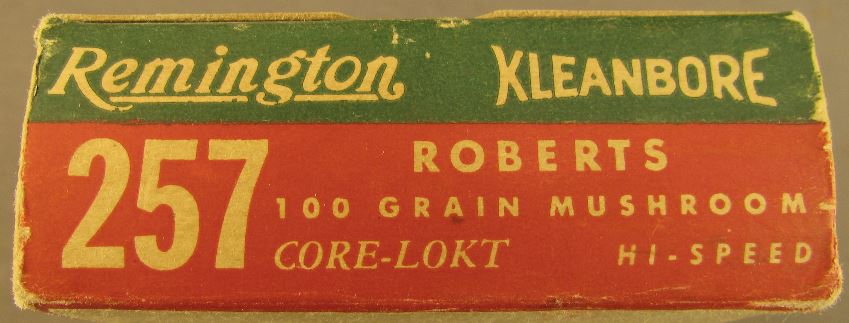 Remington KLEANBORE
257 ROBERTS
100 GRAIN MUSHROOM
CORE-LOKT HI-SPEED